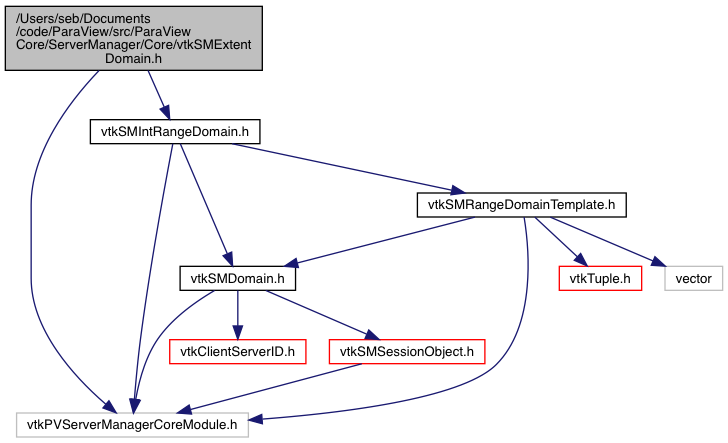 /Users/seb/Documents
/code/ParaView/src/ParaView
Core/ServerManager/Core/vtkSMExtent
Domain.h
vtkSMIntRangeDomain.h
vtkSMRangeDomainTemplate.h
vtkSMDomain.h
vtkTuple.h
vector
vtkClientServerID.h
vtkSMSessionObject.h
vtkPVServerManagerCoreModule.h